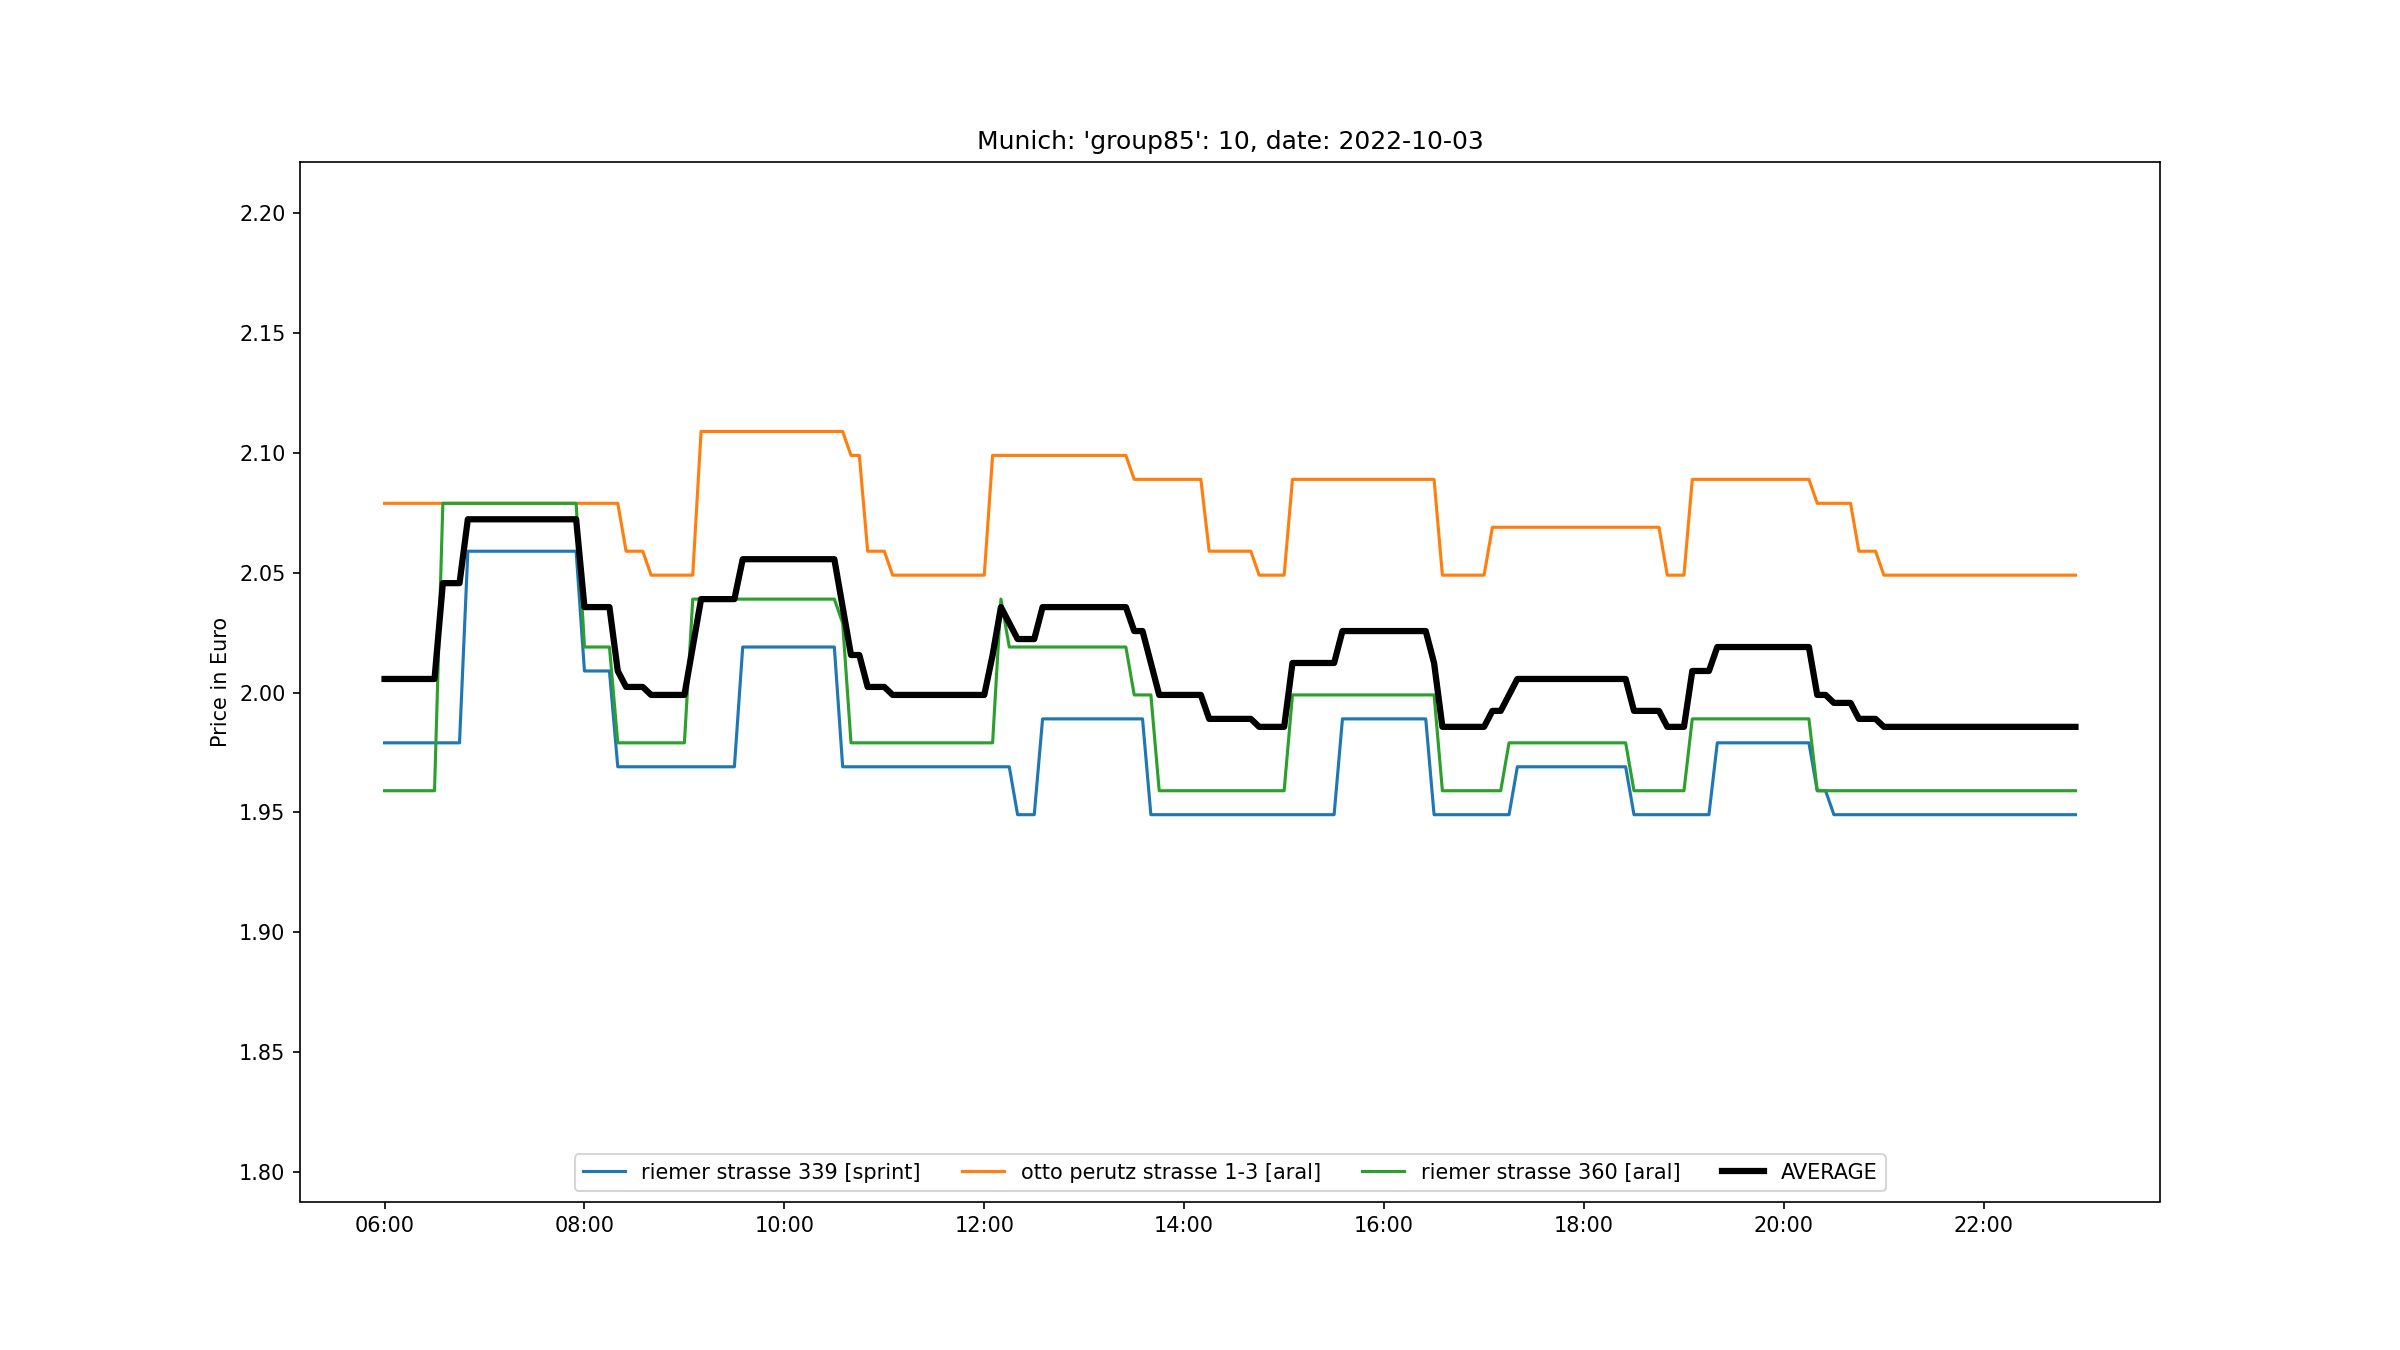 Munich: 'group85': 10, date: 2022-10-03
Price in Euro
2.20
2.15
2.10
2.05
2.00
1.95
1.90
1.85
1.80
riemer strasse 339 [sprint] otto perutz strasse 1-3 [aral] riemer strasse 360 [aral] AVERAGE
06:00 08:00 10:00 12:00 14:00 16:00 18:00 20:00 22:00